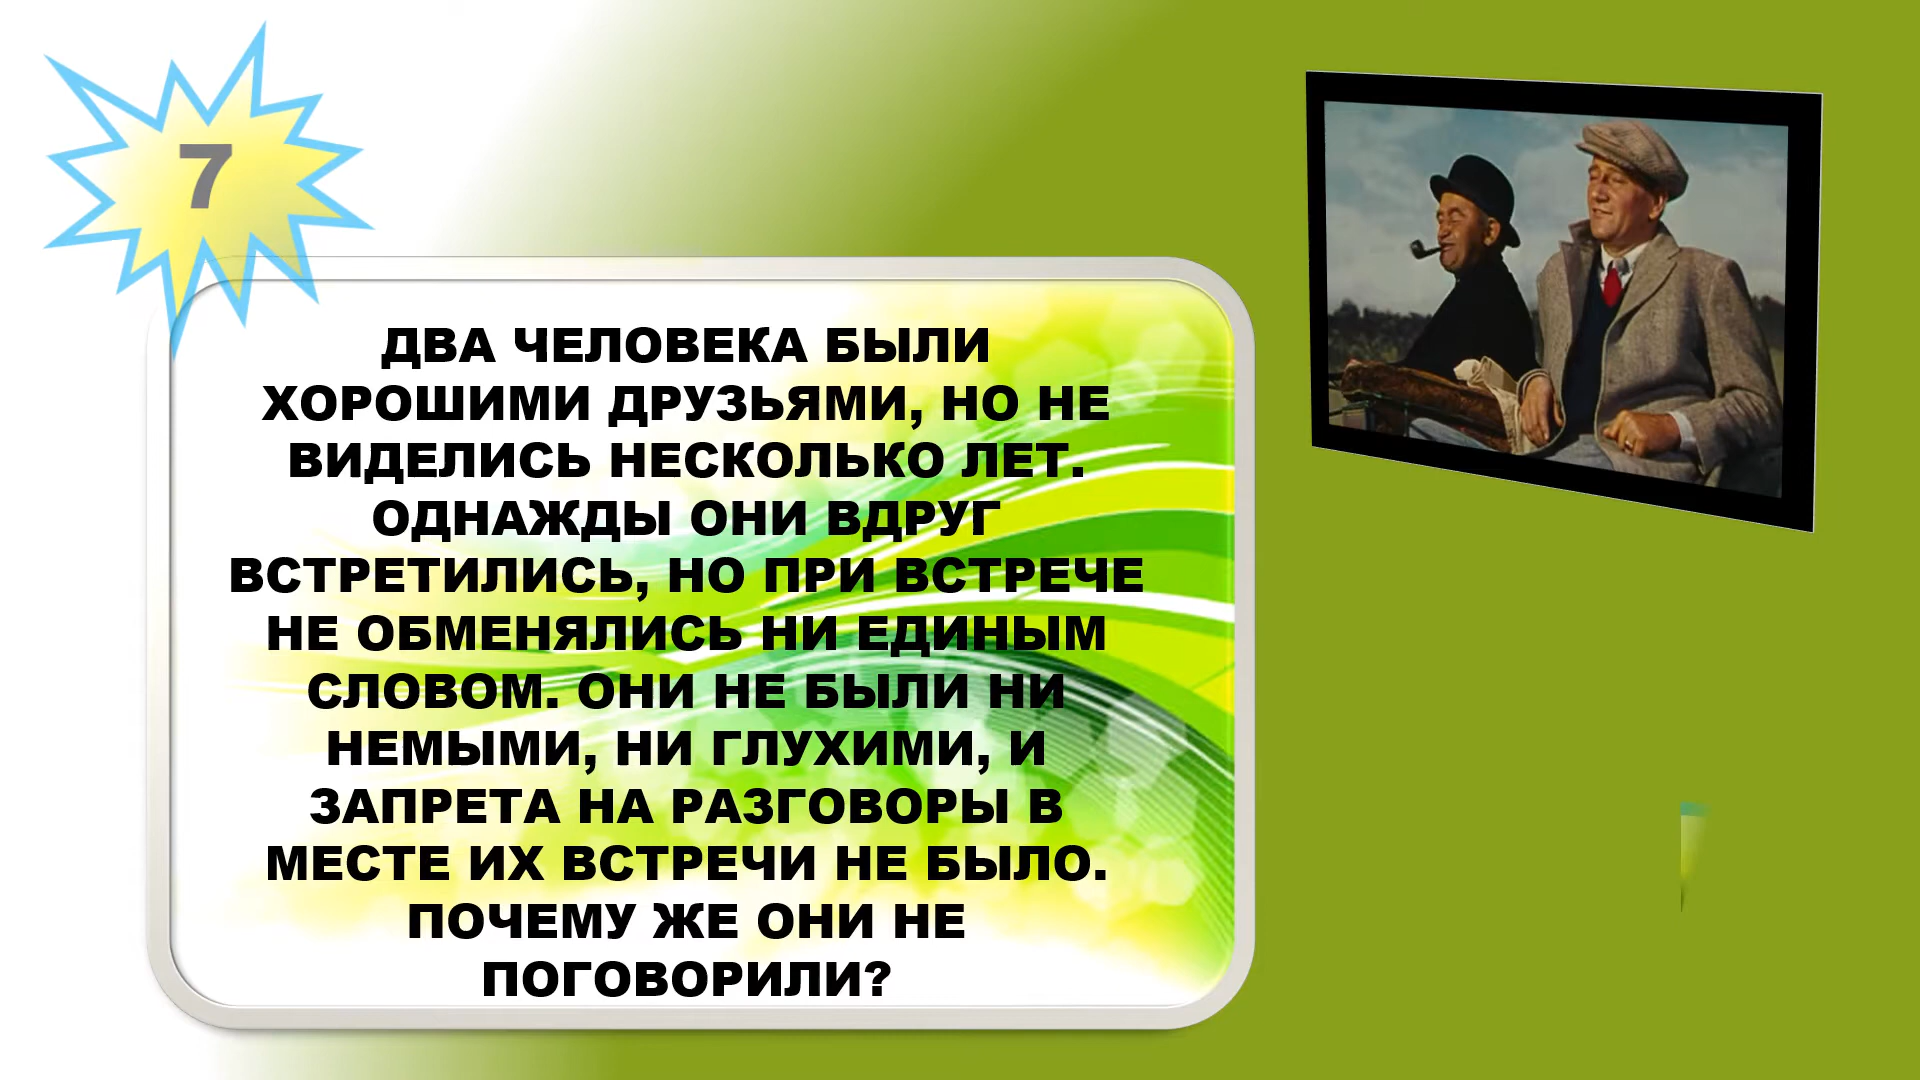 7
ДВА ЧЕЛОВЕКА БЫЛИ
ХОРОШИМИ ДРУЗЬЯМИ, НО НЕ
ВИДЕЛИСЬ НЕСКОЛЬКО ЛЕТ.
ОДНАЖДЫ ОНИ ВДРУГ
ВСТРЕТИЛИСЬ, НО ПРИ ВСТРЕЧЕ
НЕ ОБМЕНЯЛИСЬ НИ ЕДИНЫМ
СЛОВОМ. ОНИ НЕ БЫЛИ НИ
НЕМЫМИ, НИ ГЛУХИМИ, И
ЗАПРЕТА НА РАЗГОВОРЫ В
МЕСТЕ ИХ ВСТРЕЧИ НЕ БЫЛО.
ПОЧЕМУ ЖЕ ОНИ НЕ
ПОГОВОРИЛИ?